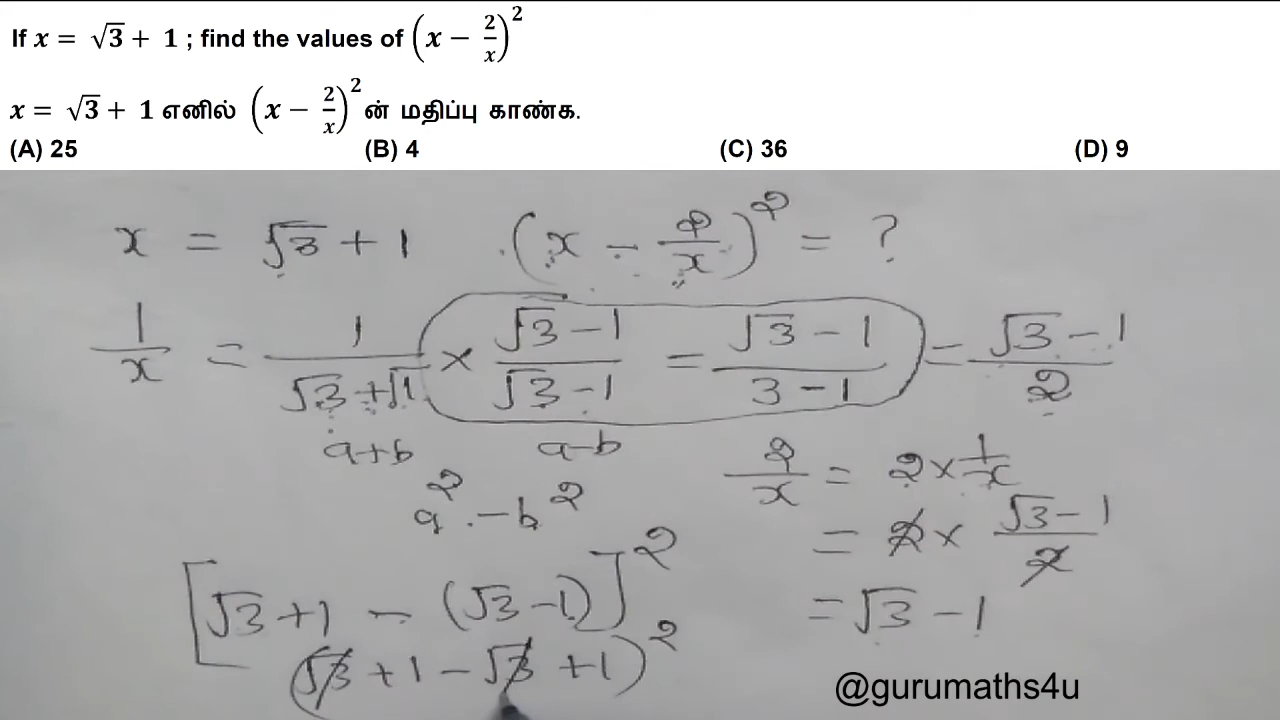 If x = √3 + 1 ; find the values of (x − 2/x)²
x = √3 + 1 எனில் (x − 2/x)² ன் மதிப்பு காண்க.
(A) 25 (B) 4 (C) 36 (D) 9
x = √3 + 1 (x − 2/x)² = ?
1/x = 1/(√3 + √1) × (√3 − 1)/(√3 − 1) = (√3 − 1)/(3 − 1) = (√3 − 1)/2
a+b a−b
a² − b²
2/x = 2 × 1/x
= 2 × (√3 − 1)/2
= √3 − 1
[√3 + 1 − (√3 − 1)]²
(√3 + 1 − √3 + 1)²
@gurumaths4u